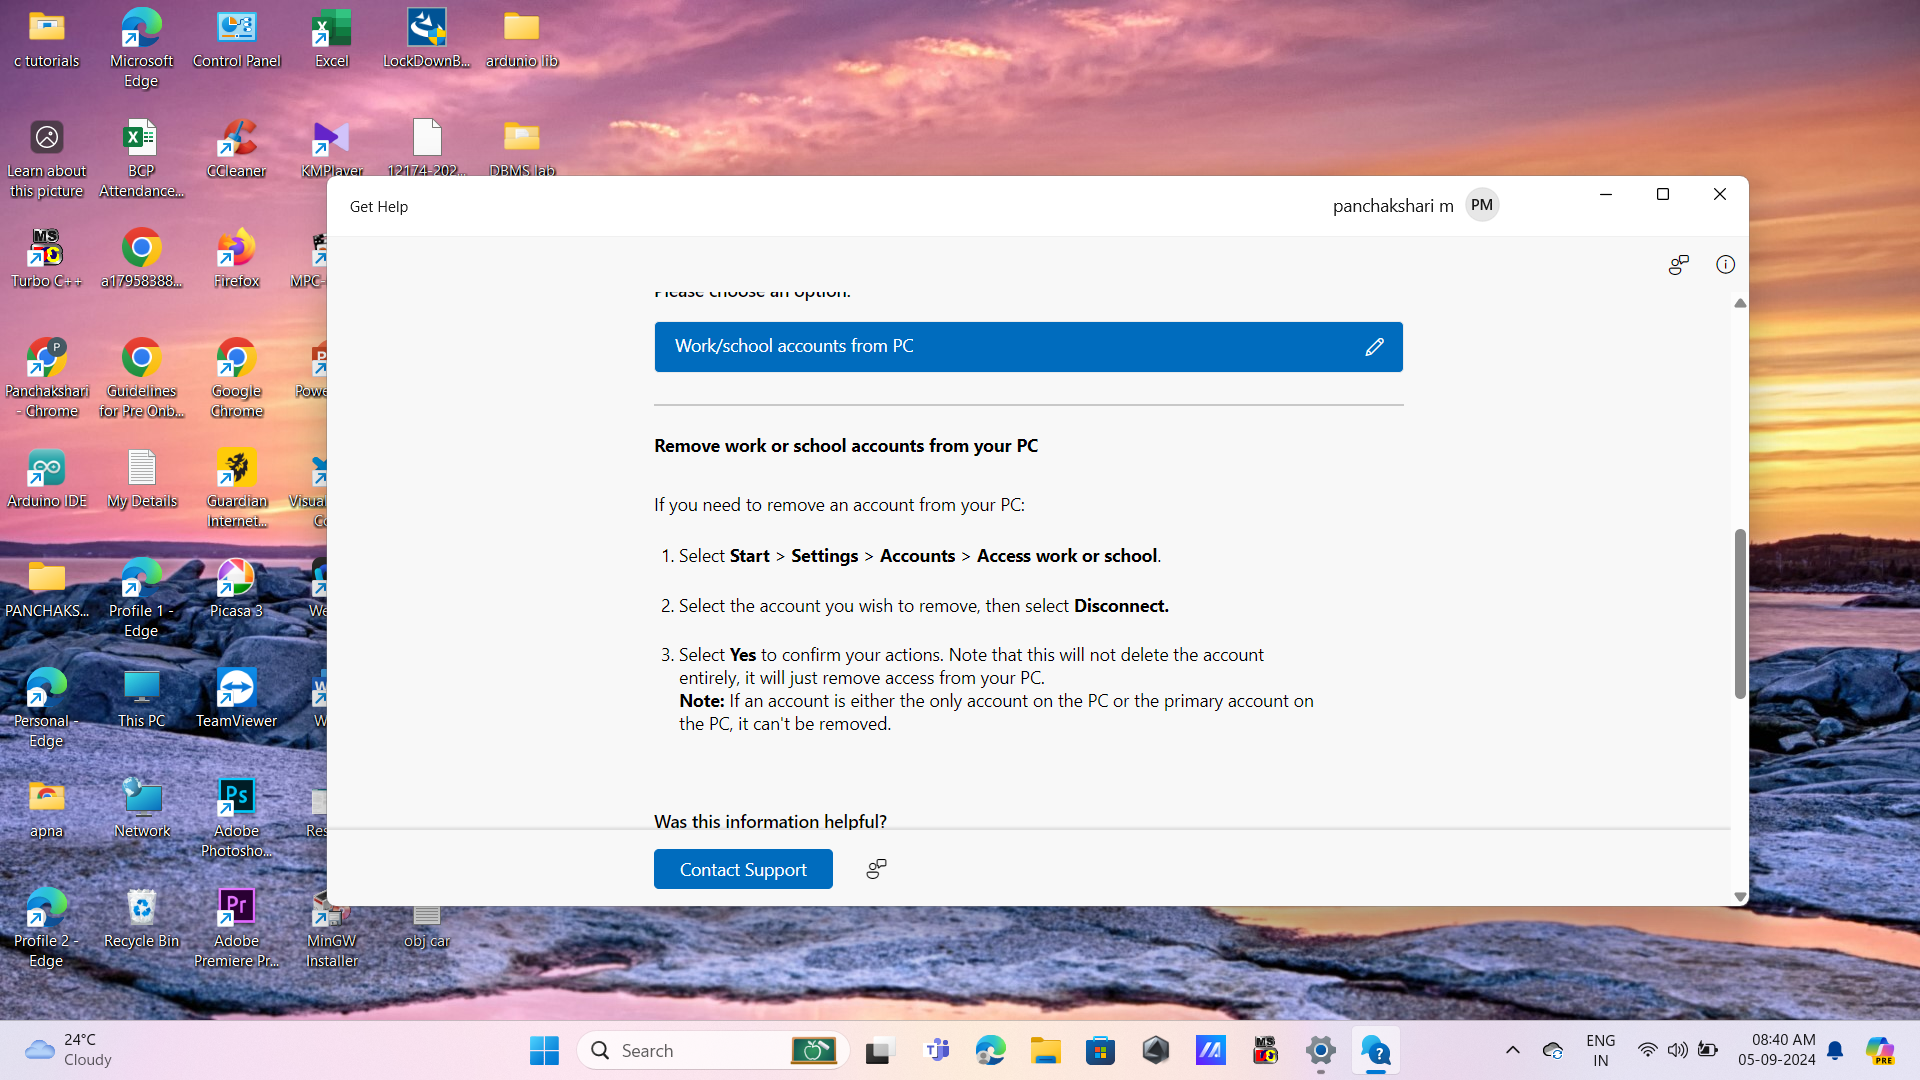 c tutorials
Microsoft
Edge
Control Panel
Excel
LockDownB...
ardunio lib
Learn about
this picture
BCP
Attendance...
CCleaner
KMPlayer
12174-202...
DBMS lab
Get Help
panchakshari m
PM
Turbo C++
a17958388...
Firefox
MPC-
Please choose an option.
Work/school accounts from PC
Panchakshari
- Chrome
Guidelines
for Pre Onb...
Google
Chrome
Powe
Remove work or school accounts from your PC
If you need to remove an account from your PC:
Arduino IDE
My Details
Guardian
Internet...
Visua
Co
1. Select Start > Settings > Accounts > Access work or school.
2. Select the account you wish to remove, then select Disconnect.
PANCHAKS...
Profile 1 -
Edge
Picasa 3
We
3. Select Yes to confirm your actions. Note that this will not delete the account
entirely, it will just remove access from your PC.
Note: If an account is either the only account on the PC or the primary account on
the PC, it can't be removed.
Personal -
Edge
This PC
TeamViewer
W
apna
Network
Adobe
Photosho...
Res
Was this information helpful?
Contact Support
Profile 2 -
Edge
Recycle Bin
Adobe
Premiere Pr...
MinGW
Installer
obj car
24°C
Cloudy
Search
ENG
IN
08:40 AM
05-09-2024